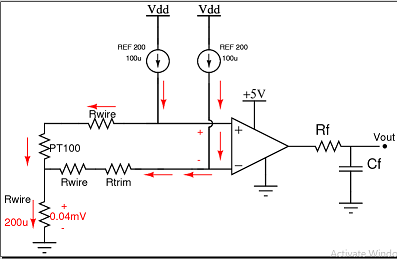 Vdd
Vdd
REF 200
100u
REF 200
100u
+5V
Rwire
+
+
Rf
Vout
PT100
-
−
Cf
Rwire
Rtrim
Rwire
+
200u
0.04mV
-
Activate Windo